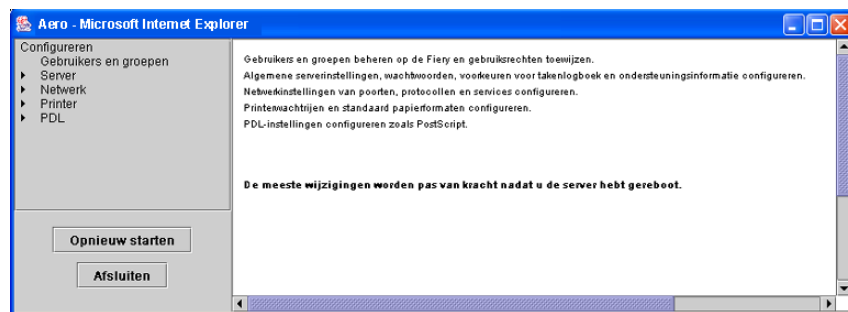 Aero - Microsoft Internet Explorer
Configureren
Gebruikers en groepen
Server
Netwerk
Printer
PDL
Opnieuw starten
Afsluiten
Gebruikers en groepen beheren op de Fiery en gebruiksrechten toewijzen.
Algemene serverinstellingen, wachtwoorden, voorkeuren voor takenlogboek en ondersteuningsinformatie configureren.
Netwerkinstellingen van poorten, protocollen en services configureren.
Printerwachtrijen en standaard papierformaten configureren.
PDL-instellingen configureren zoals PostScript.
De meeste wijzigingen worden pas van kracht nadat u de server hebt gereboot.